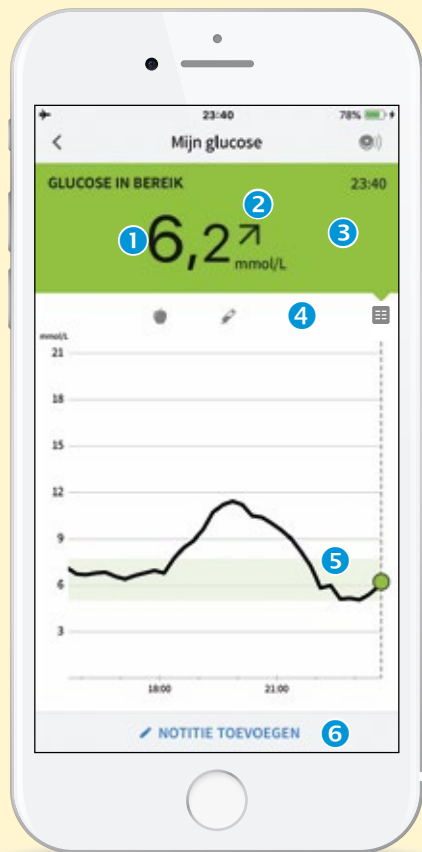 23:40 78%
Mijn glucose
GLUCOSE IN BEREIK 23:40
1 6,2 2 3
mmol/L
4
mmol/L
21
18
15
12
9
5
6
3
18:00 21:00
NOTITIE TOEVOEGEN 6